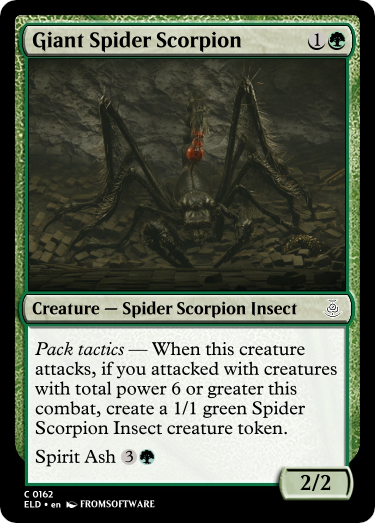 Giant Spider Scorpion 1
Creature — Spider Scorpion Insect
Pack tactics — When this creature
attacks, if you attacked with creatures
with total power 6 or greater this
combat, create a 1/1 green Spider
Scorpion Insect creature token.
Spirit Ash 3
2/2
C 0162
ELD • en FROMSOFTWARE